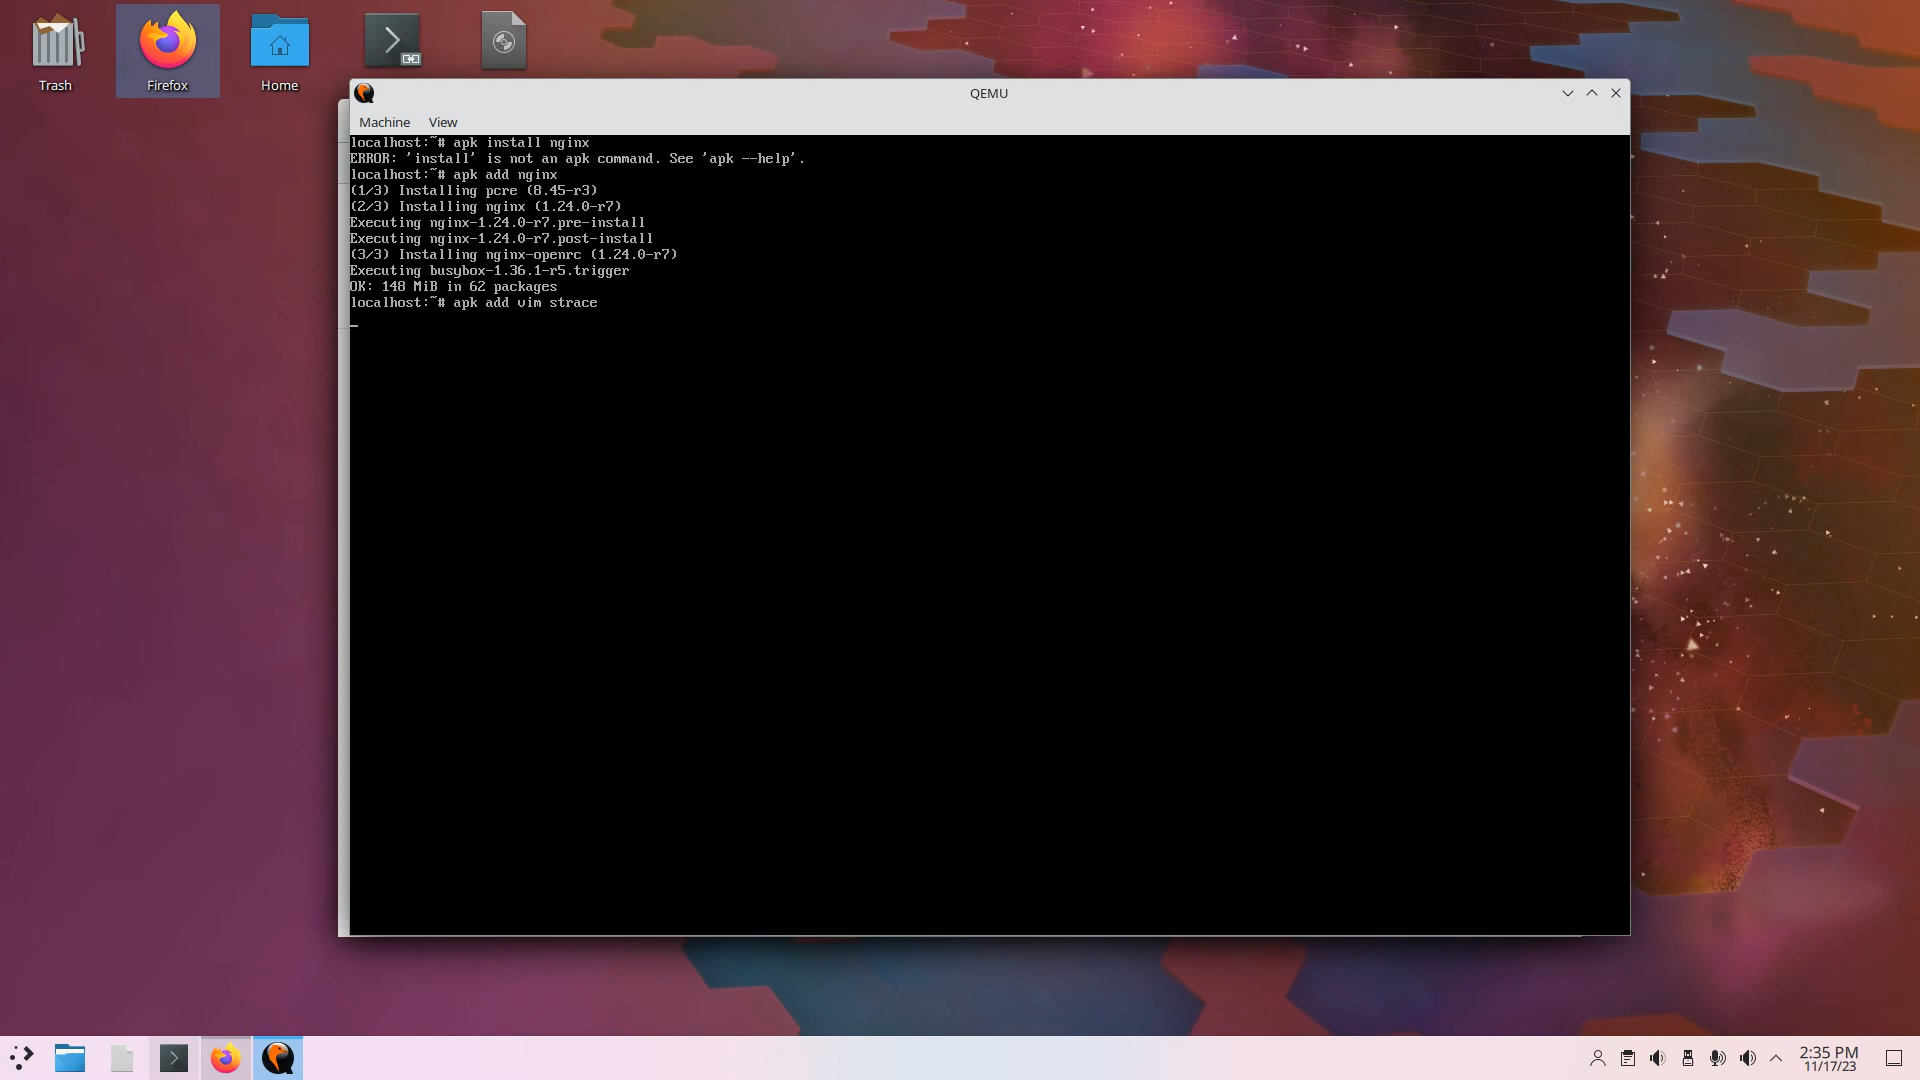 Trash
Firefox
Home
QEMU
Machine View
localhost:~# apk install nginx
ERROR: 'install' is not an apk command. See 'apk --help'.
localhost:~# apk add nginx
(1/3) Installing pcre (8.45-r3)
(2/3) Installing nginx (1.24.0-r7)
Executing nginx-1.24.0-r7.pre-install
Executing nginx-1.24.0-r7.post-install
(3/3) Installing nginx-openrc (1.24.0-r7)
Executing busybox-1.36.1-r5.trigger
OK: 148 MiB in 62 packages
localhost:~# apk add vim strace
2:35 PM
11/17/23